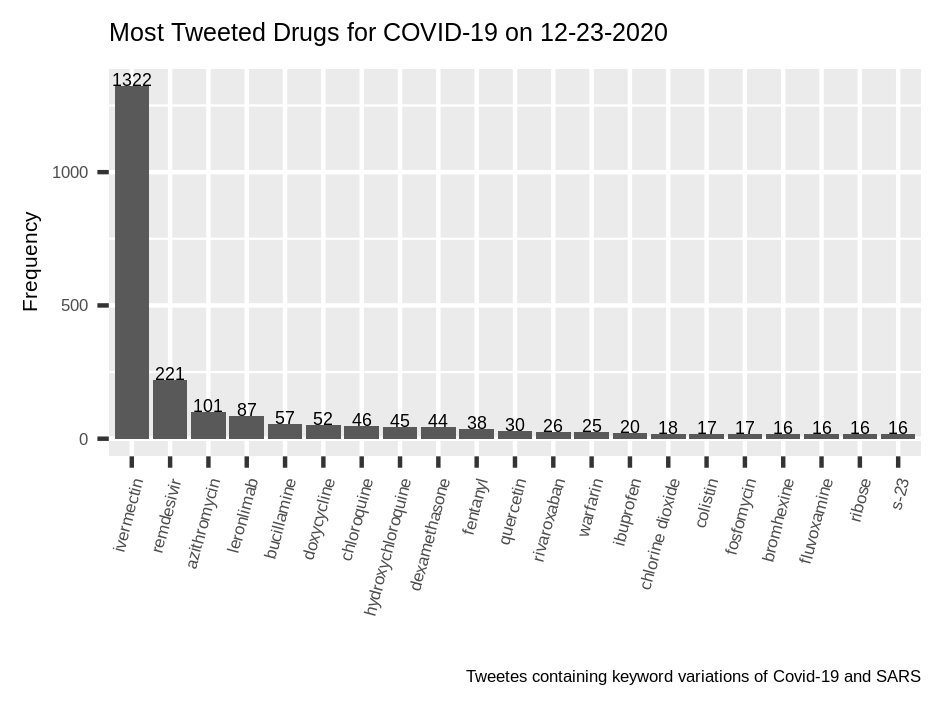 Most Tweeted Drugs for COVID-19 on 12-23-2020
Frequency
1000
500
0
1322
221
101
87
57
52
46
45
44
38
30
26
25
20
18
17
17
16
16
16
16
ivermectin
remdesivir
azithromycin
leronlimab
bucillamine
doxycycline
chloroquine
hydroxychloroquine
dexamethasone
fentanyl
quercetin
rivaroxaban
warfarin
ibuprofen
chlorine dioxide
colistin
fosfomycin
bromhexine
fluvoxamine
ribose
s-23
Tweetes containing keyword variations of Covid-19 and SARS